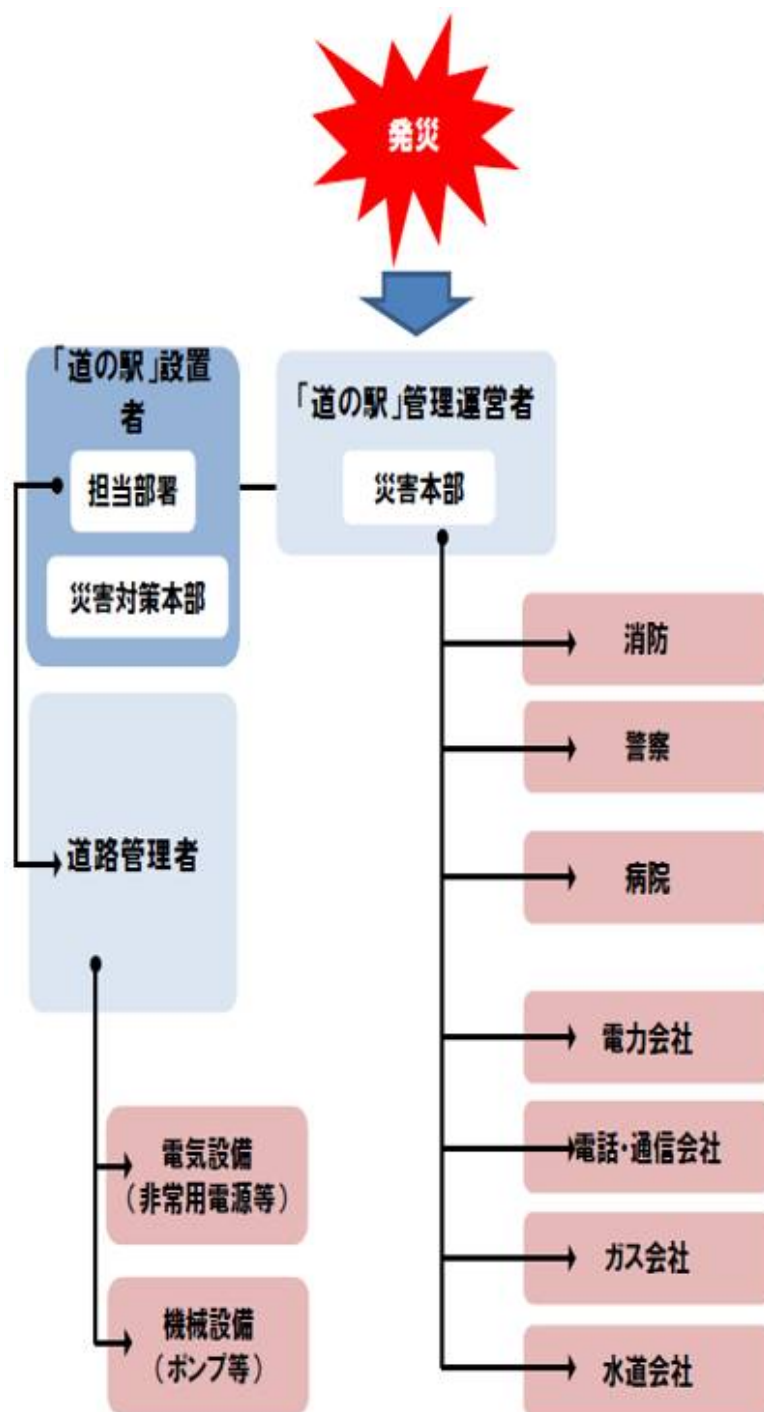 発災
「道の駅」設置
者
担当部署
災害対策本部
「道の駅」管理運営者
災害本部
道路管理者
電気設備
（非常用電源等）
機械設備
（ポンプ等）
消防
警察
病院
電力会社
電話・通信会社
ガス会社
水道会社